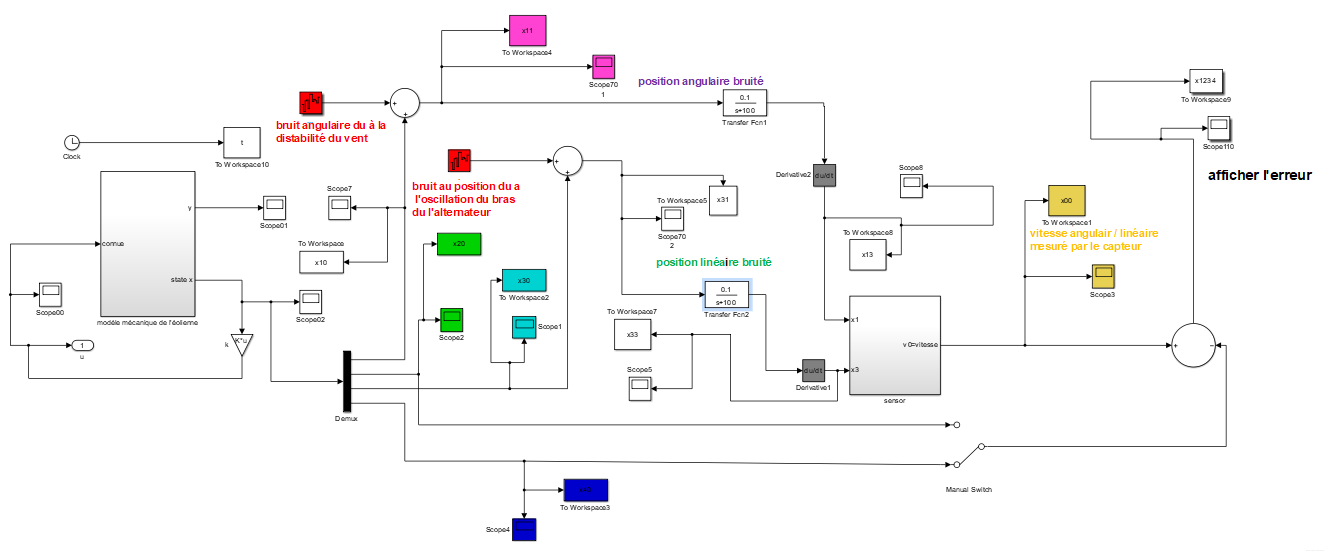 x11
To Workspace4
Scope70
1
position angulaire bruité
0.1
s+100
Transfer Fcn1
x1234
To Workspace9
Scope110
afficher l'erreur
bruit angulaire du à la
distabilité du vent
Clock
t
To Workspace10
bruit au position du a
l'oscillation du bras
du l'alternateur
To Workspace5
x31
Scope70
2
position linéaire bruité
du/dt
Derivative2
Scope8
To Workspace8
x13
x00
To Workspace1
vitesse angulair / linéaire
mesuré par le capteur
Scope3
y
comue
state x
modéle mécanique de l'éolienne
Scope01
Scope7
To Workspace
x10
Scope00
Scope02
1
u
k
K*u
x20
Scope2
x30
To Workspace2
Scope1
0.1
s+100
Transfer Fcn2
To Workspace7
x33
Scope5
du/dt
Derivative1
x1
x3
v0=vitesse
sensor
Demux
Manual Switch
To Workspace3
Scope4